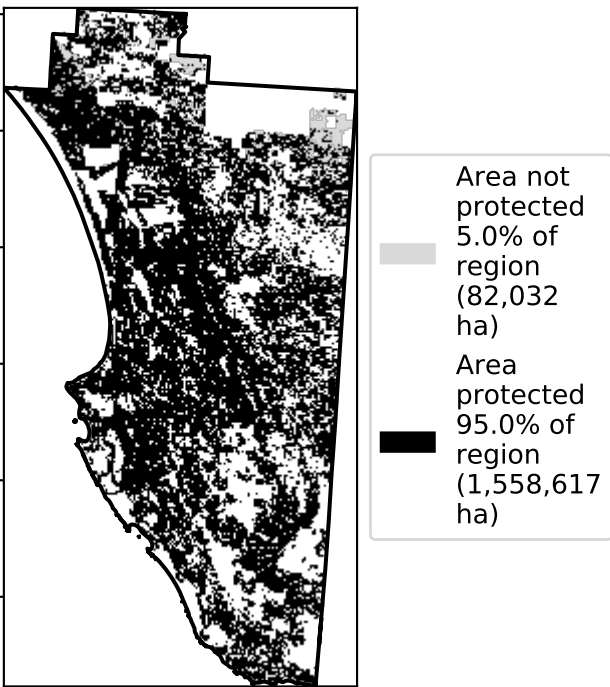 Area not
protected
5.0% of
region
(82,032
ha)
Area
protected
95.0% of
region
(1,558,617
ha)